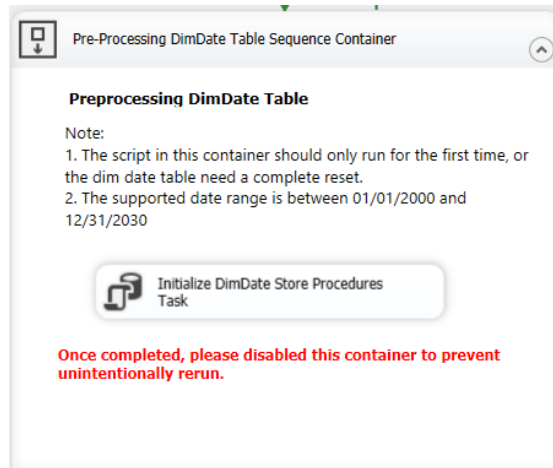 Pre-Processing DimDate Table Sequence Container
Preprocessing DimDate Table
Note:
1. The script in this container should only run for the first time, or
the dim date table need a complete reset.
2. The supported date range is between 01/01/2000 and
12/31/2030
Initialize DimDate Store Procedures
Task
Once completed, please disabled this container to prevent
unintentionally rerun.